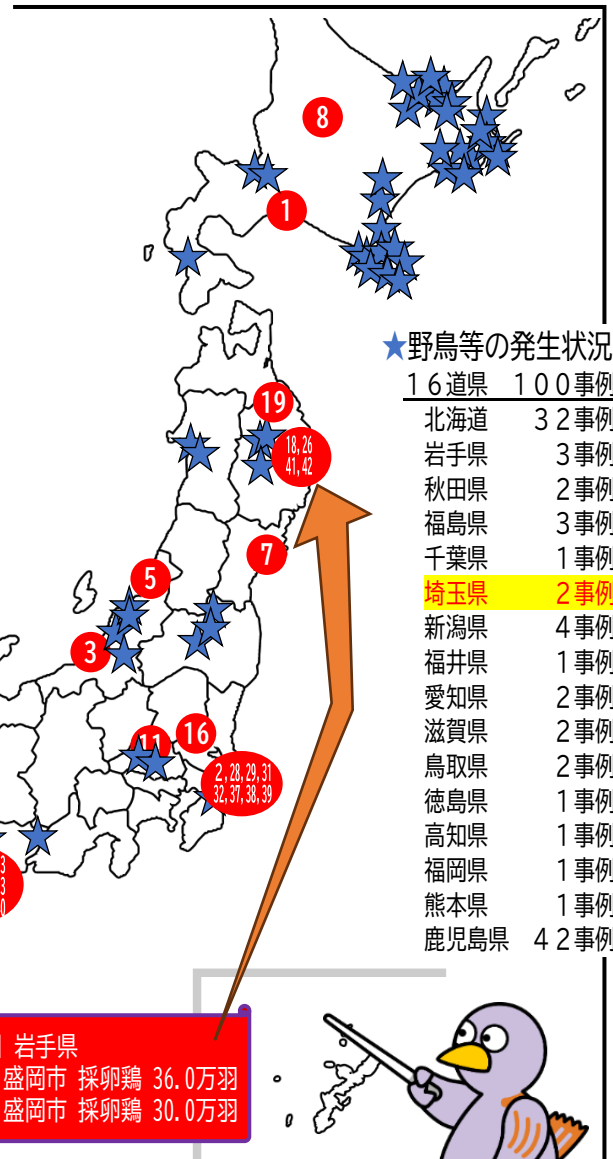 8
1
★野鳥等の発生状況
１６道県 １００事例
北海道 ３２事例
岩手県 ３事例
秋田県 ２事例
福島県 ３事例
千葉県 １事例
埼玉県 ２事例
新潟県 ４事例
福井県 １事例
愛知県 ２事例
滋賀県 ２事例
鳥取県 ２事例
徳島県 １事例
高知県 １事例
福岡県 １事例
熊本県 １事例
鹿児島県 ４２事例
19
18,26
41,42
7
5
3
11
16
2,28,29,31
32,37,38,39
3
3
0
岩手県
盛岡市 採卵鶏 36.0万羽
盛岡市 採卵鶏 30.0万羽